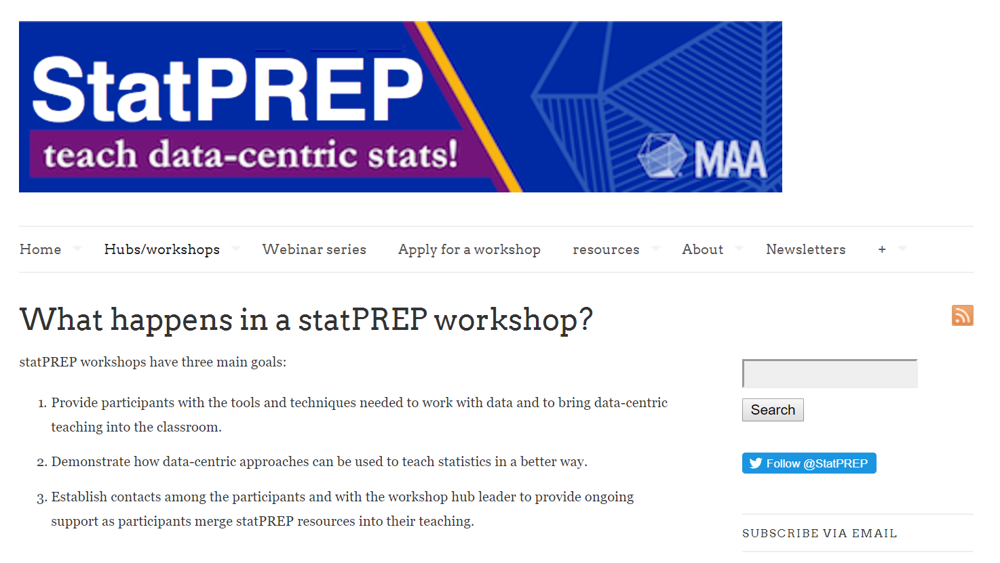 StatPREP
teach data-centric stats!
MAA
Home
Hubs/workshops
Webinar series
Apply for a workshop
resources
About
Newsletters
+
What happens in a statPREP workshop?
statPREP workshops have three main goals:
1. Provide participants with the tools and techniques needed to work with data and to bring data-centric
teaching into the classroom.
2. Demonstrate how data-centric approaches can be used to teach statistics in a better way.
3. Establish contacts among the participants and with the workshop hub leader to provide ongoing
support as participants merge statPREP resources into their teaching.
Search
Follow @StatPREP
SUBSCRIBE VIA EMAIL